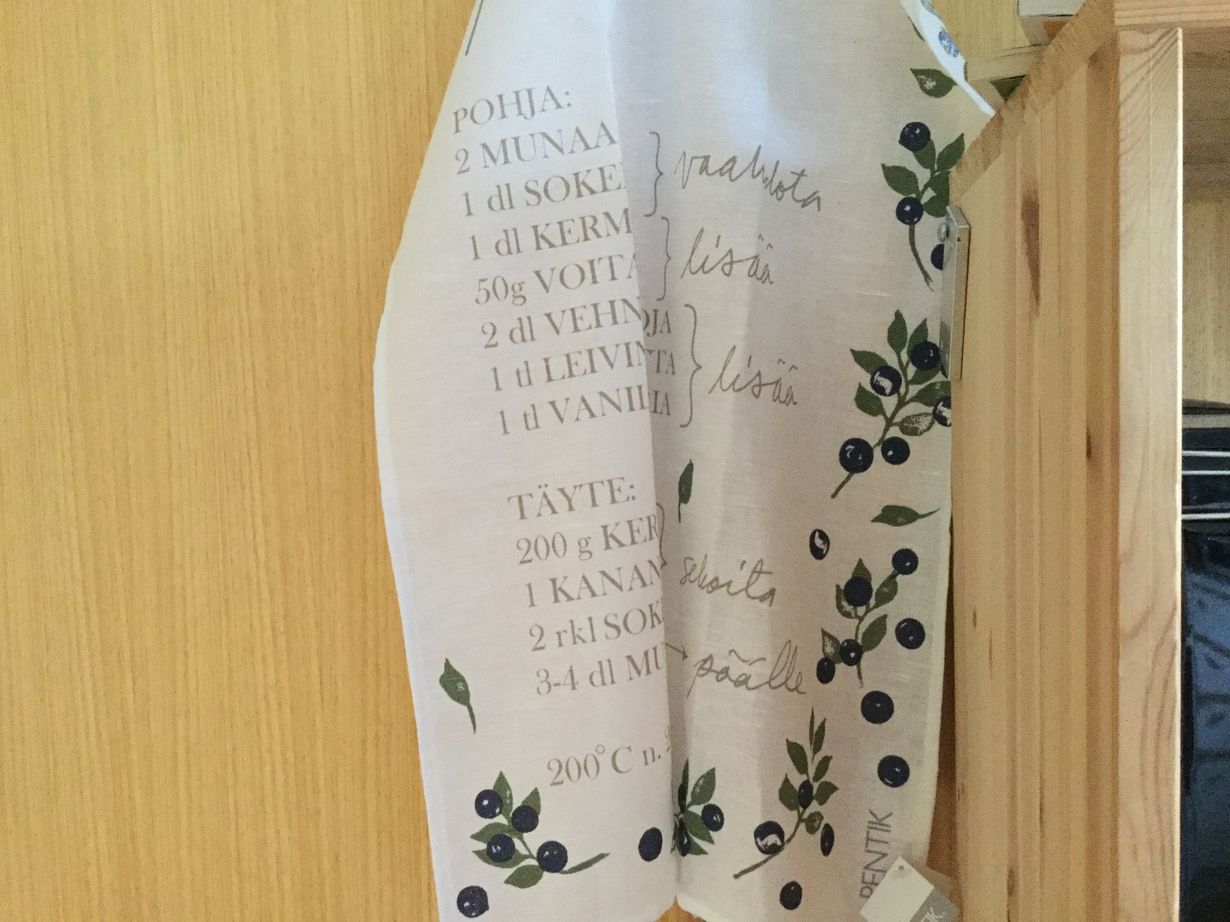 POHJA:
2 MUNAA vaahdota
1 dl SOKE
1 dl KERM lisää
50g VOITA
2 dl VEHN OJA
1 tl LEIVIN TA lisää
1 tl VANIL IA
TÄYTE:
200 g KER
1 KANAN sekoita
2 rkl SOK
3-4 dl MU päälle
200°C n.
PENTIK
IK.